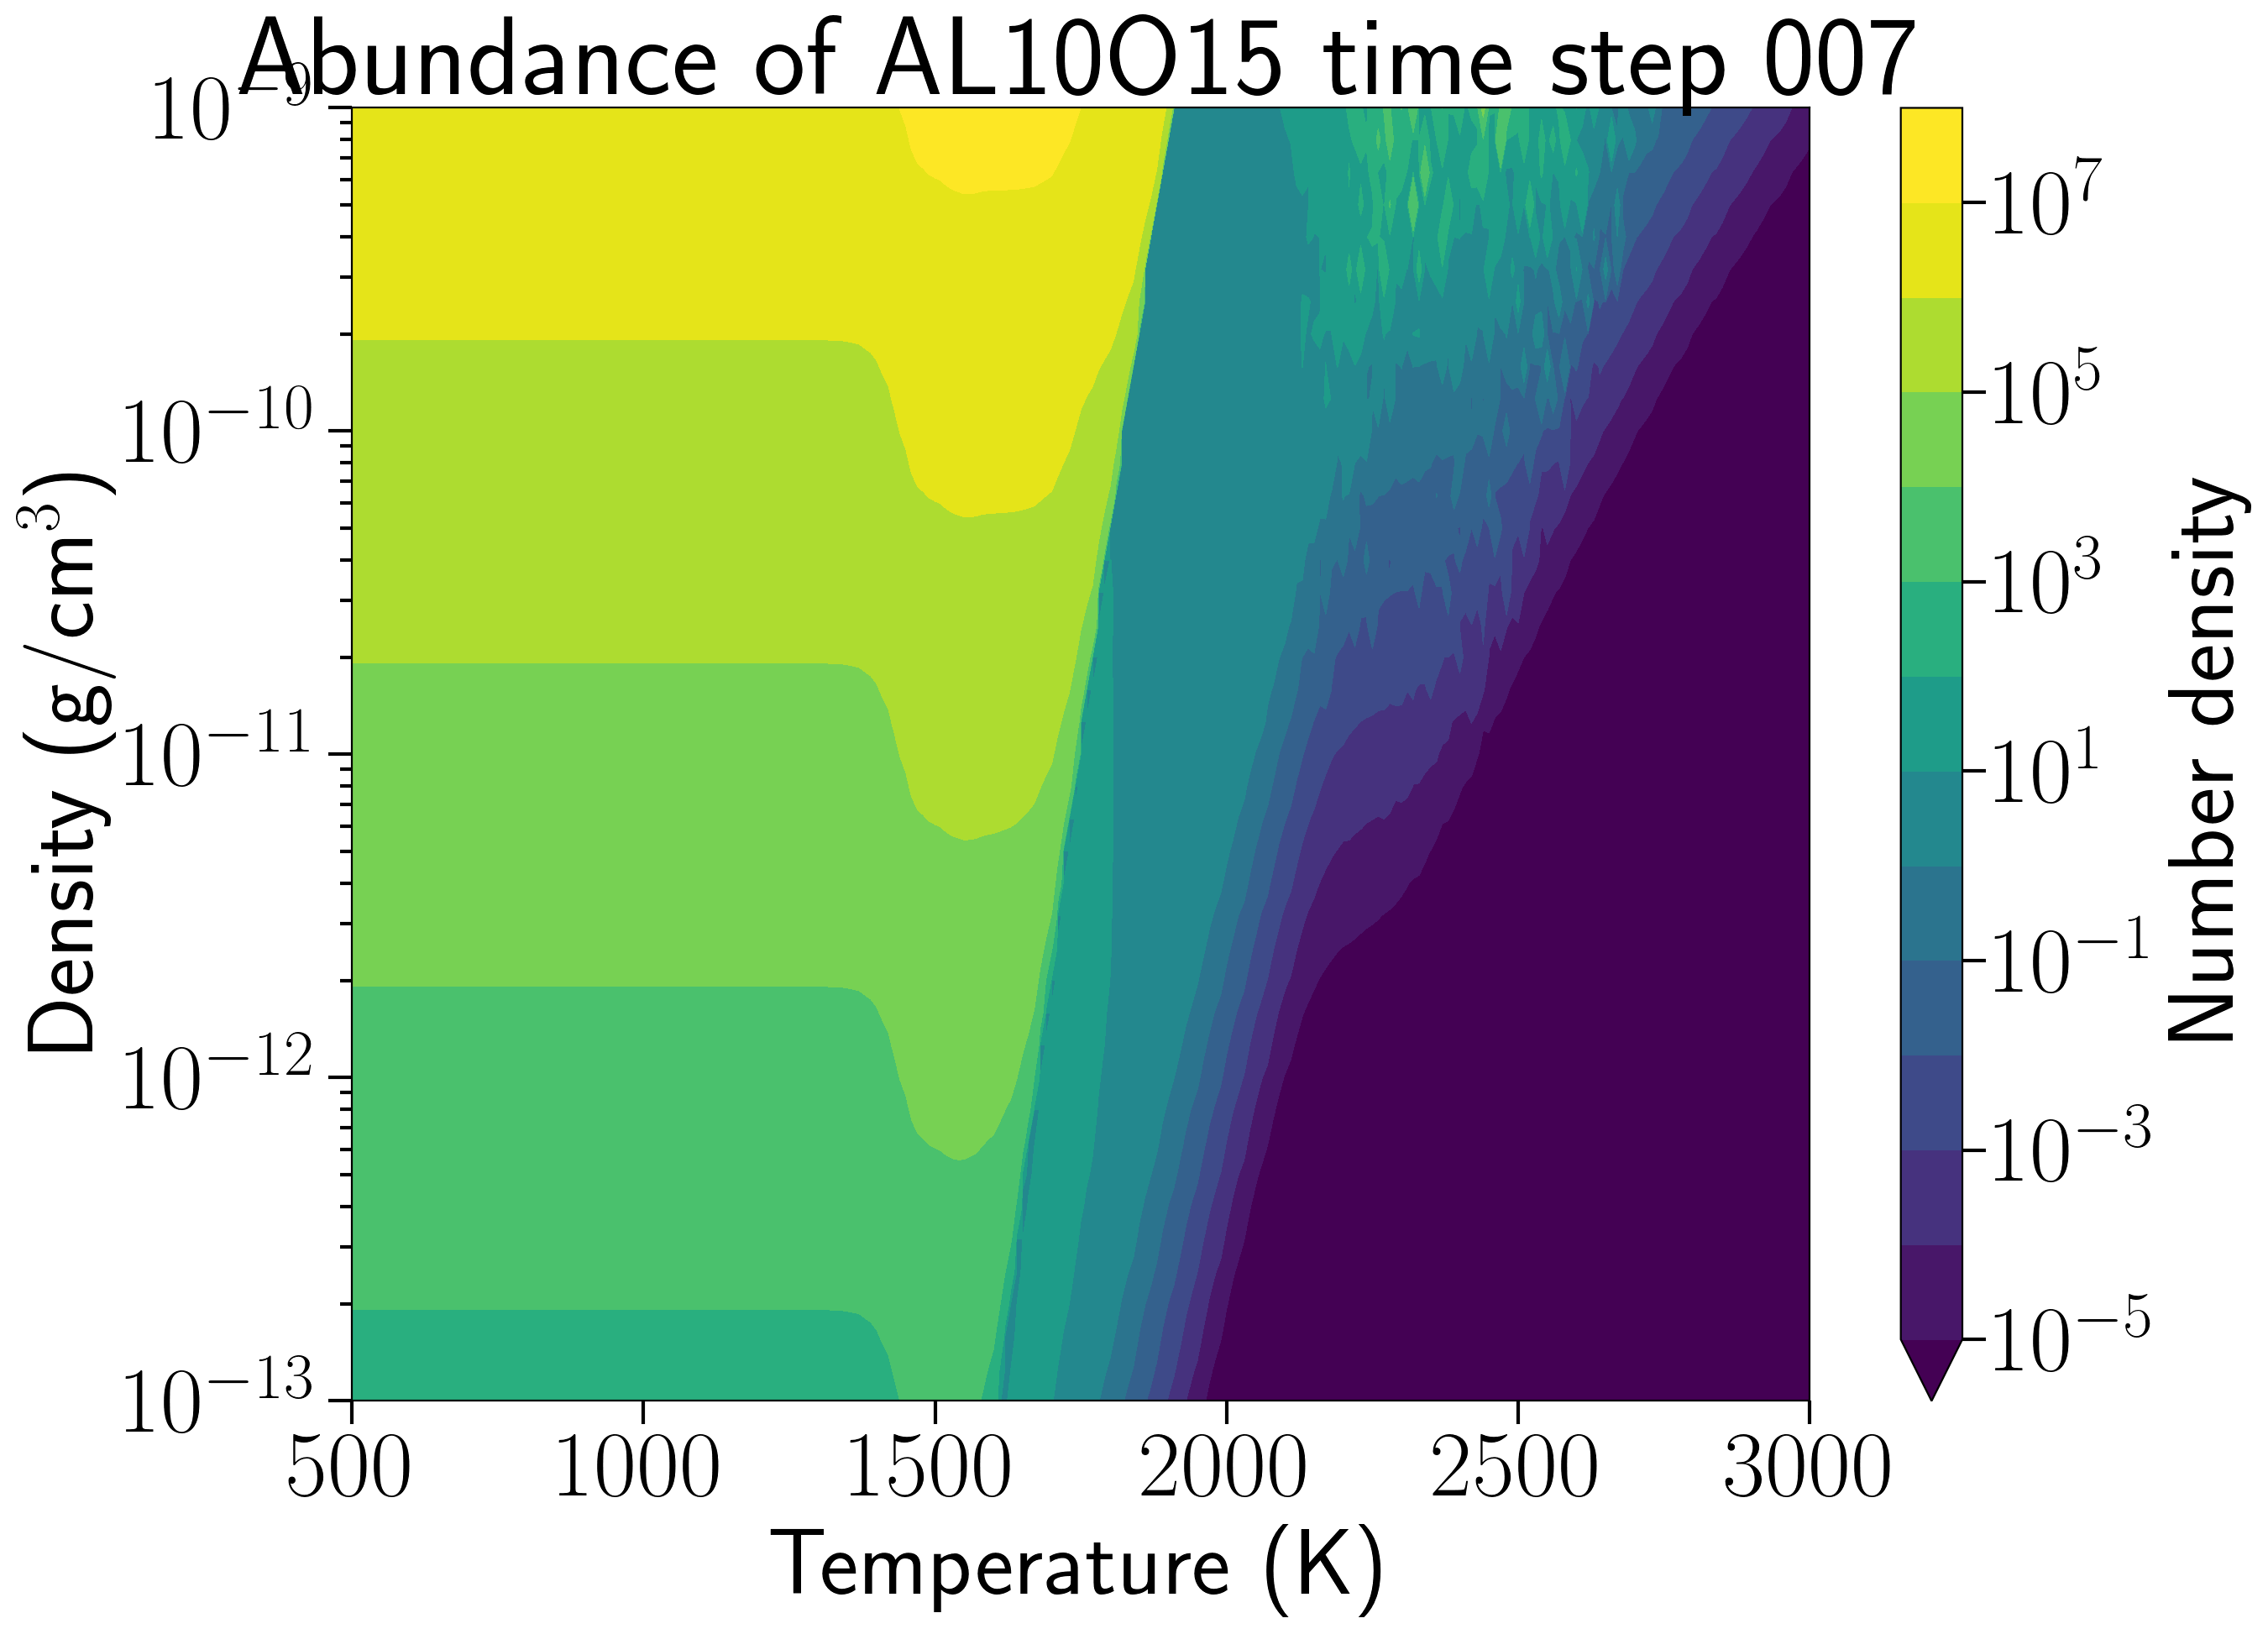 Abundance of AL10O15 time step 007
10^−9
10^−10
10^−11
10^−12
10^−13
Density (g/cm^3)
500 1000 1500 2000 2500 3000
Temperature (K)
10^7
10^5
10^3
10^1
10^−1
10^−3
10^−5
Number density